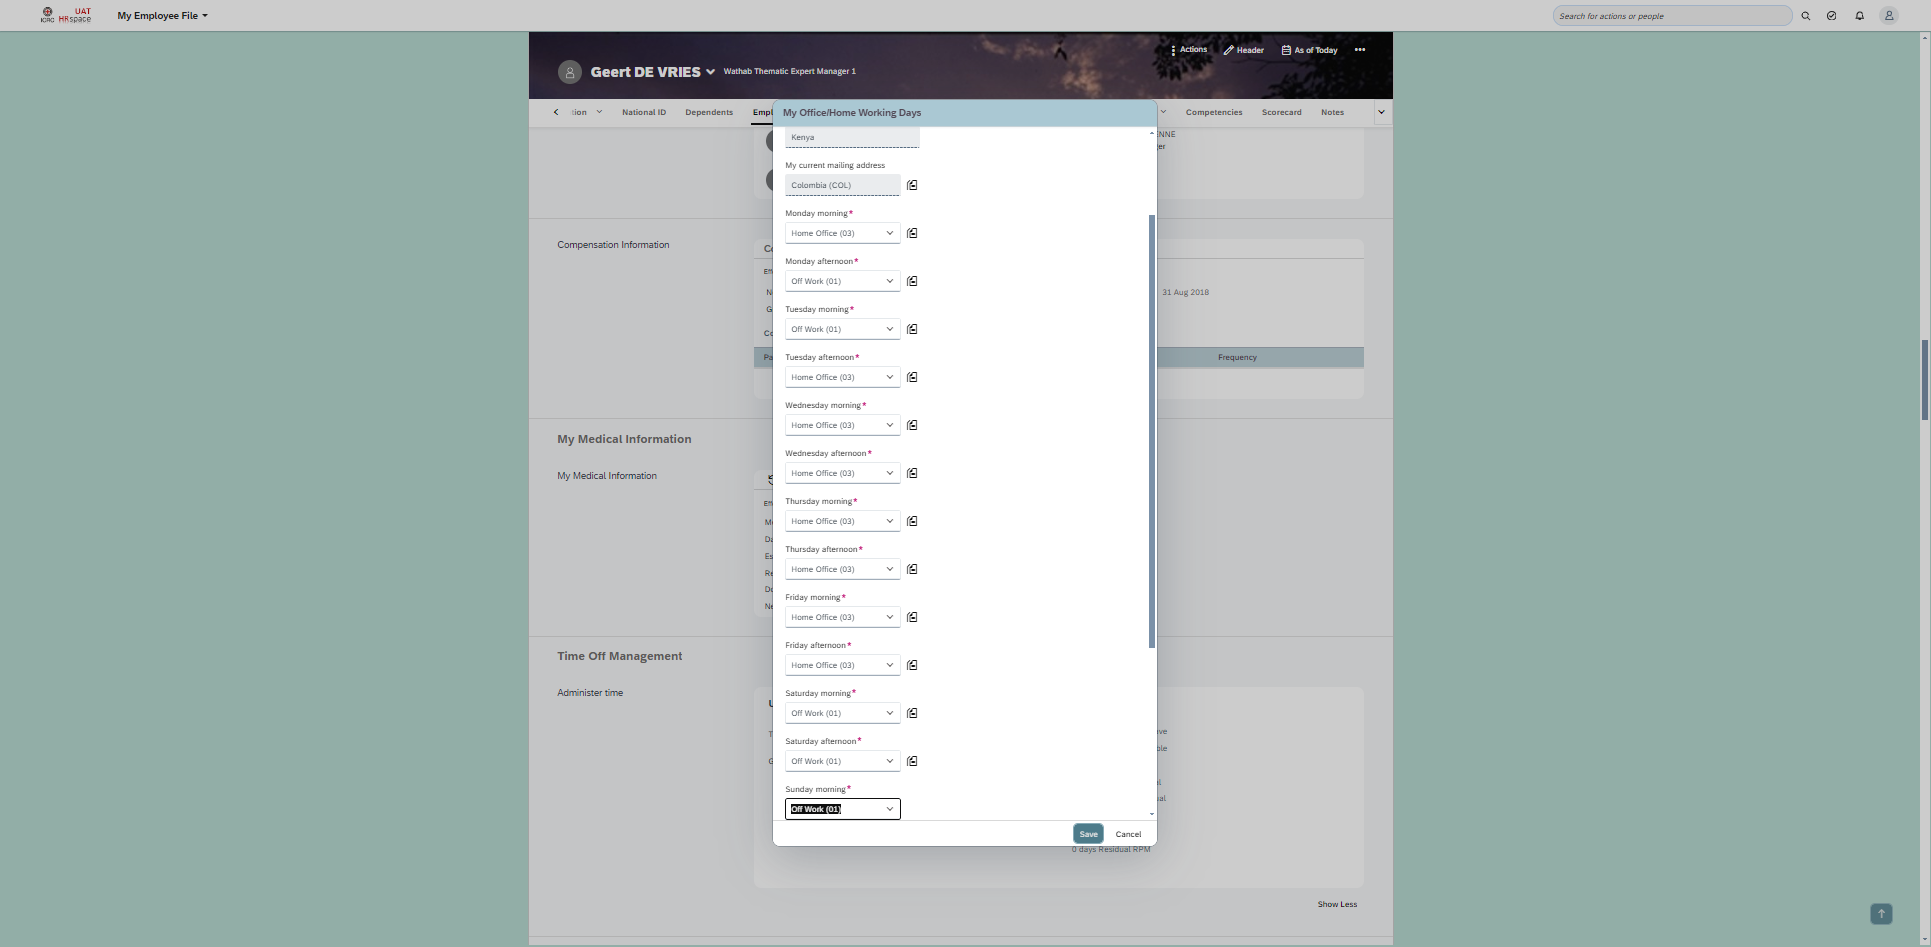 UAT
ICRC HRspace
My Employee File
Search for actions or people
Actions
Header
As of Today
Geert DE VRIES
Wathab Thematic Expert Manager 1
tion
National ID
Dependents
Empl
Competencies
Scorecard
Notes
My Office/Home Working Days
Kenya
ENNE
er
My current mailing address
Colombia (COL)
Monday morning*
Home Office (03)
Compensation Information
Monday afternoon*
Off Work (01)
31 Aug 2018
Tuesday morning*
Off Work (01)
Tuesday afternoon*
Pa
Frequency
Home Office (03)
Wednesday morning*
Home Office (03)
My Medical Information
Wednesday afternoon*
Home Office (03)
My Medical Information
Thursday morning*
Home Office (03)
Thursday afternoon*
Home Office (03)
Friday morning*
Home Office (03)
Friday afternoon*
Home Office (03)
Time Off Management
Administer time
Saturday morning*
Off Work (01)
Saturday afternoon*
Off Work (01)
Sunday morning*
Off Work (01)
Save
Cancel
0 days Residual RPM
Show Less